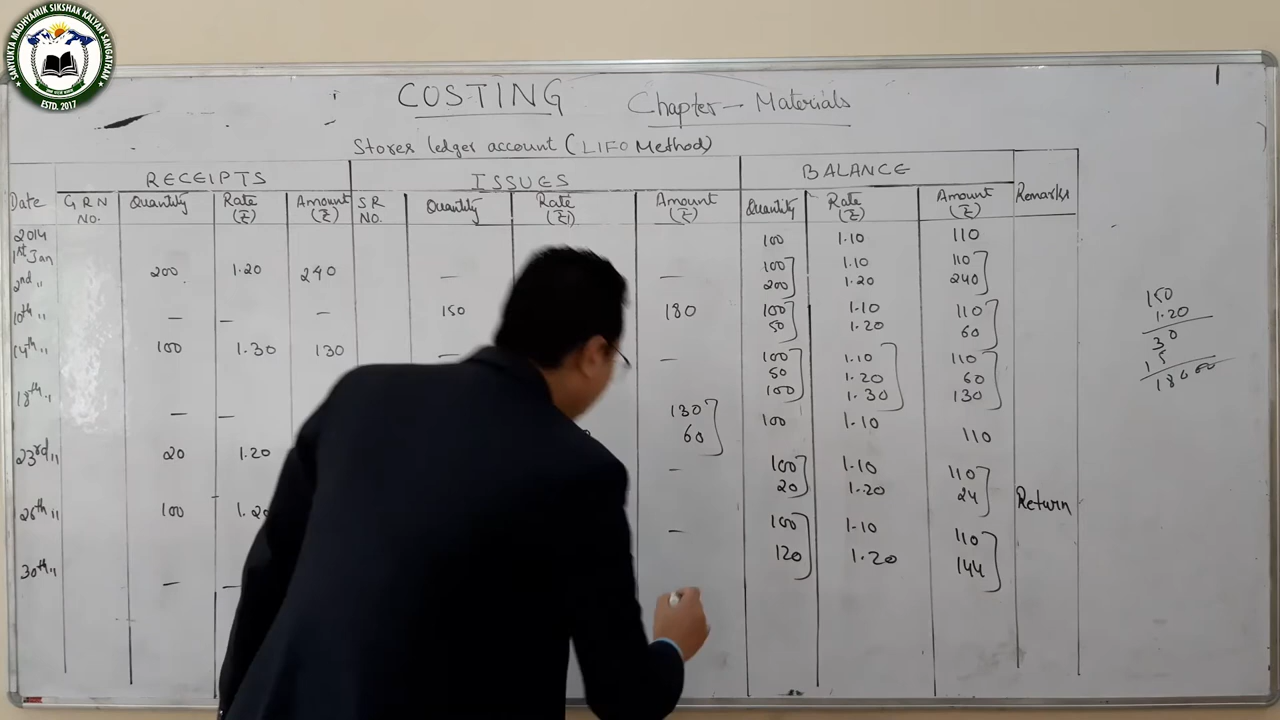 SANYUKTA MADHYAMIK SIKSHAK KALYAN SANGATHAN
ESTD. 2017
COSTING Chapter - Materials
Stores ledger account (LIFO Method)
RECEIPTS ISSUES BALANCE
Date GRN NO. Quantity Rate (₹) Amount (₹) SR NO. Quantity Rate (₹) Amount (₹) Quantity Rate (₹) Amount (₹) Remarks
2014
1st Jan 100 1.10 110
2nd " 200 1.20 240 — — 100 1.10 110
200 1.20 240
10th " — — — 150 180 100 1.10 110
50 1.20 60
14th " 100 1.30 130 — — 100 1.10 110
50 1.20 60
100 1.30 130
18th " — — 130 100 1.10 110
60
23rd " 20 1.20 — 100 1.10 110
20 1.20 24 Return
26th " 100 1.20 — 100 1.10 110
120 1.20 144
30th " — —
150
1.20
30
15
18000